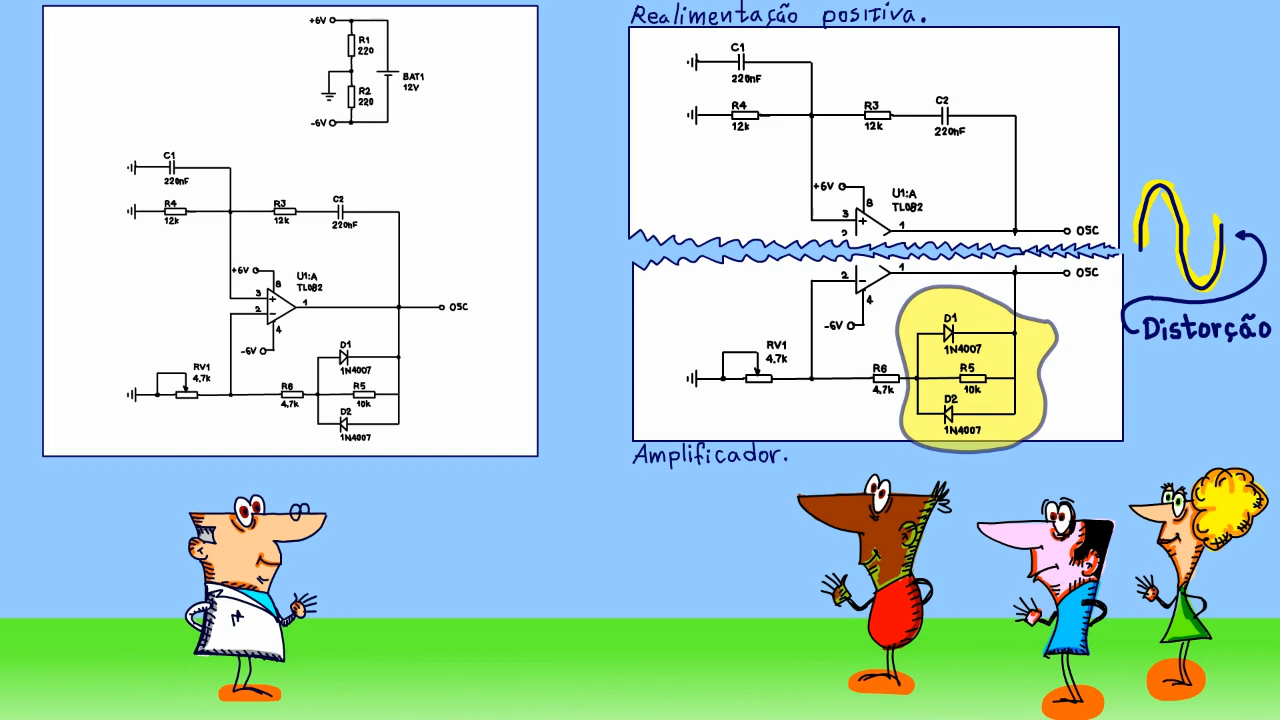 +6V
R1
220
BAT1
12V
R2
220
-6V
C1
220nF
R4
12k
R3
12k
C2
220nF
+6V
8
U1:A
TL082
3
2
1
OSC
4
-6V
D1
1N4007
RV1
4.7k
R6
4.7k
R5
10k
D2
1N4007
Realimentação positiva.
C1
220nF
R4
12k
R3
12k
C2
220nF
+6V
8
U1:A
TL082
3
2
1
OSC
2
1
OSC
4
-6V
D1
1N4007
RV1
4.7k
R6
4.7k
R5
10k
D2
1N4007
Distorção
Amplificador.